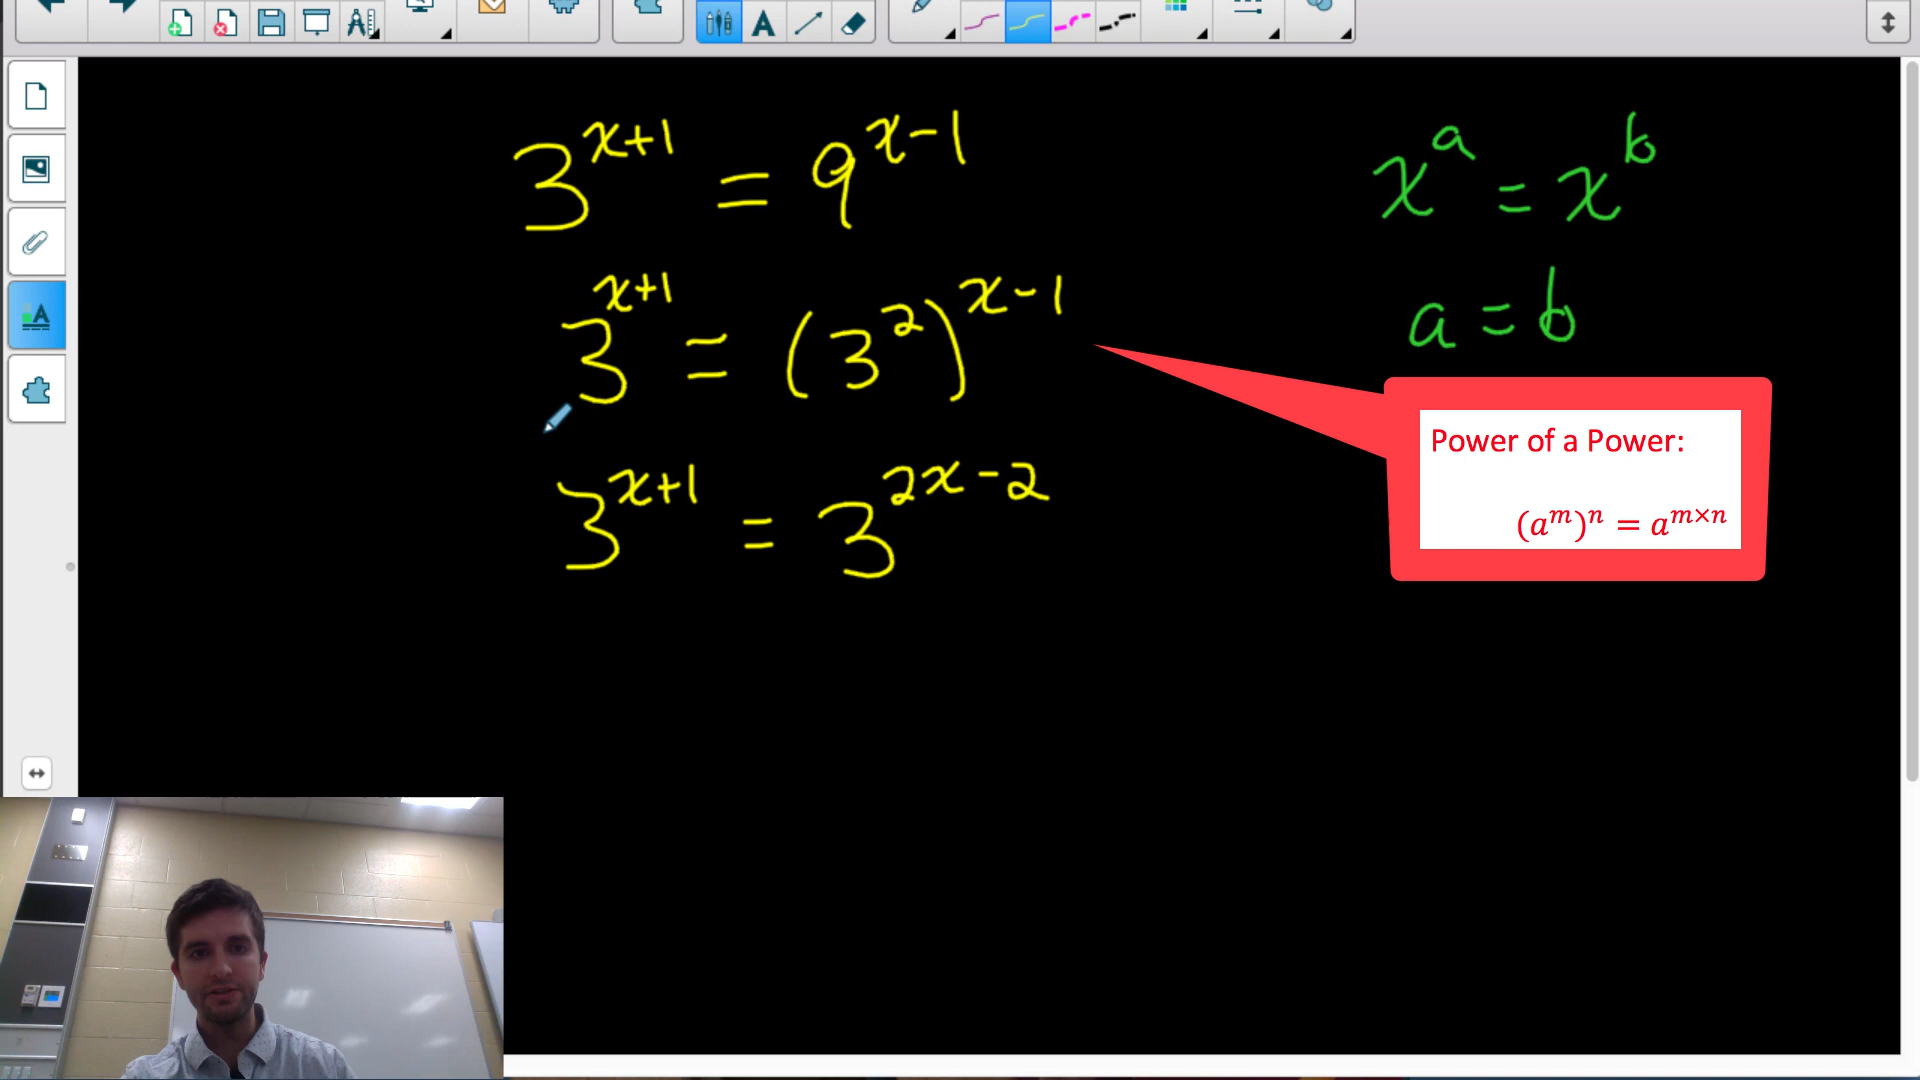 3^{x+1} = 9^{x-1}
3^{x+1} = (3^2)^{x-1}
3^{x+1} = 3^{2x-2}
x^a = x^b
a = b
Power of a Power:
(a^m)^n = a^{m×n}